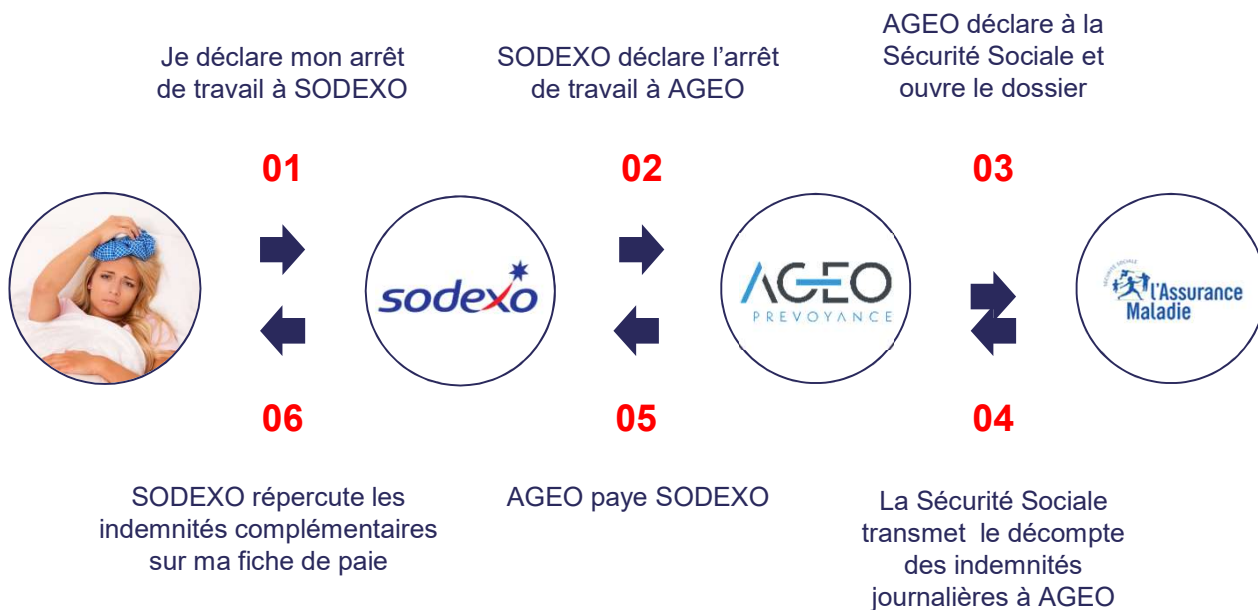 Je déclare mon arrêt
de travail à SODEXO
SODEXO déclare l'arrêt
de travail à AGEO
AGEO déclare à la
Sécurité Sociale et
ouvre le dossier
01
02
03
sodexo
AGEO
PREVOYANCE
SÉCURITÉ SOCIALE
l'Assurance
Maladie
06
05
04
SODEXO répercute les
indemnités complémentaires
sur ma fiche de paie
AGEO paye SODEXO
La Sécurité Sociale
transmet le décompte
des indemnités
journalières à AGEO